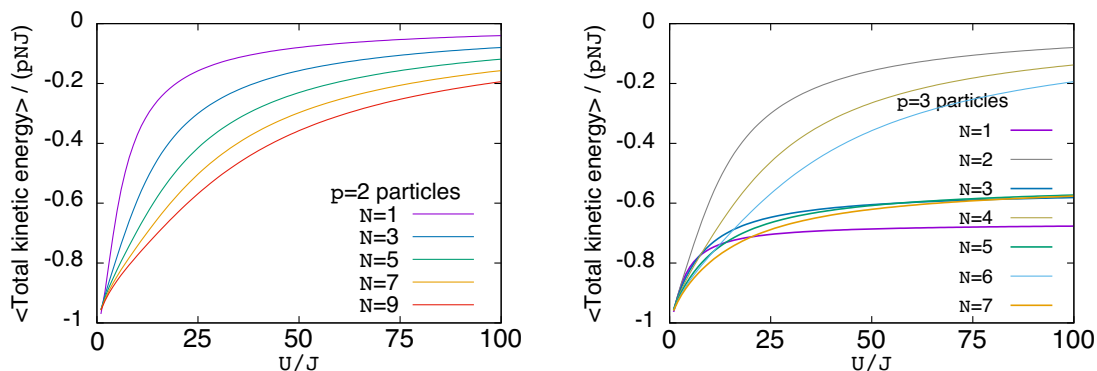 <Total kinetic energy> / (pNJ)
0
-0.2
-0.4
-0.6
-0.8
-1
0
25
50
75
100
U/J
p=2 particles
N=1
N=3
N=5
N=7
N=9
<Total kinetic energy> / (pNJ)
0
-0.2
-0.4
-0.6
-0.8
-1
0
25
50
75
100
U/J
p=3 particles
N=1
N=2
N=3
N=4
N=5
N=6
N=7